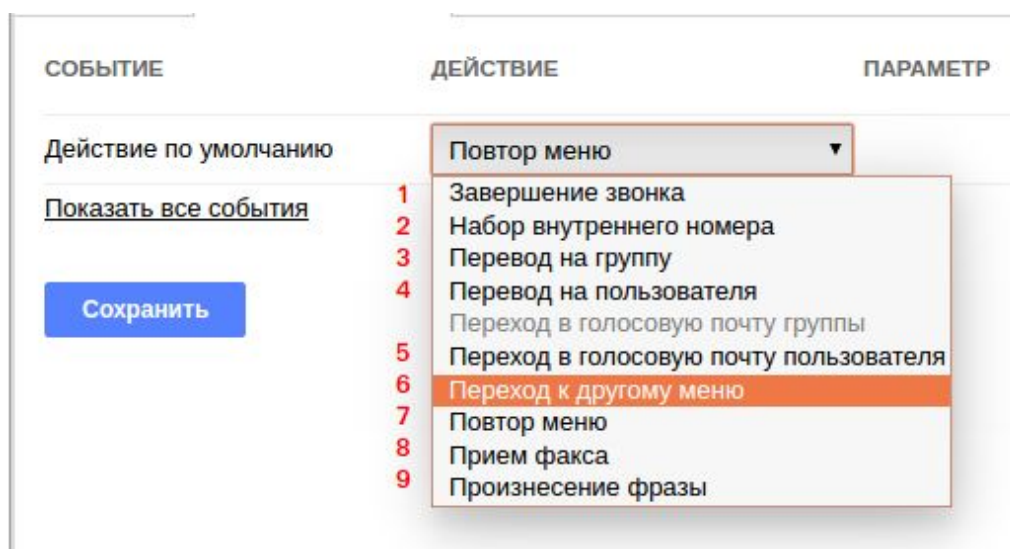 СОБЫТИЕ ДЕЙСТВИЕ ПАРАМЕТР
Действие по умолчанию Повтор меню
Показать все события
1 Завершение звонка
2 Набор внутреннего номера
3 Перевод на группу
4 Перевод на пользователя
Переход в голосовую почту группы
5 Переход в голосовую почту пользователя
6 Переход к другому меню
7 Повтор меню
8 Прием факса
9 Произнесение фразы
Сохранить